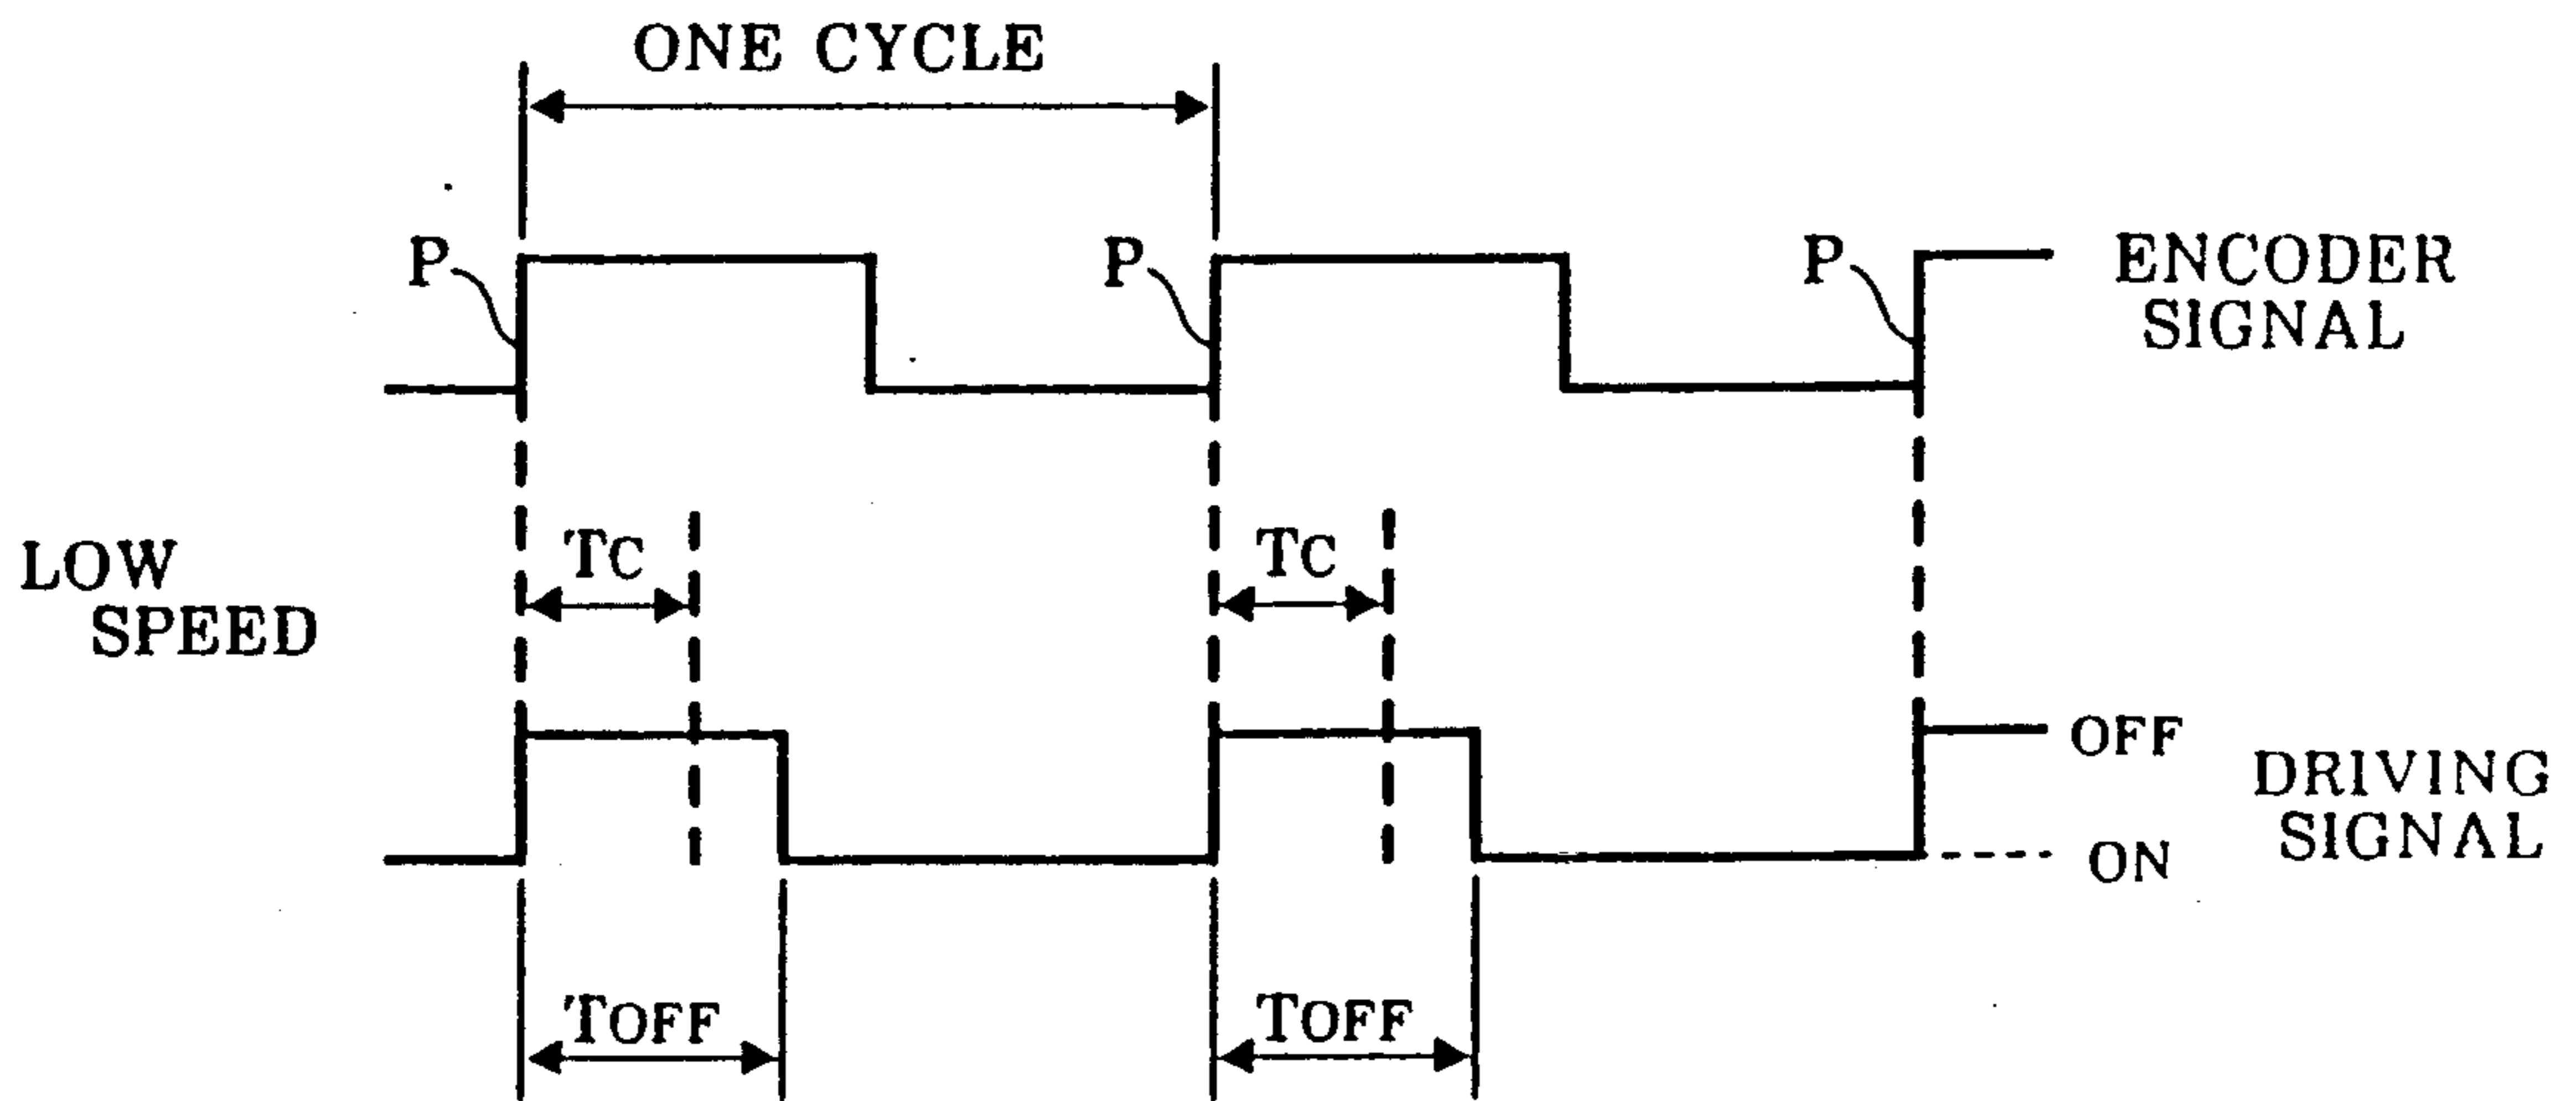 ONE CYCLE
P
P
P
ENCODER
SIGNAL
LOW
SPEED
TC
TC
OFF
ON
DRIVING
SIGNAL
TOFF
TOFF